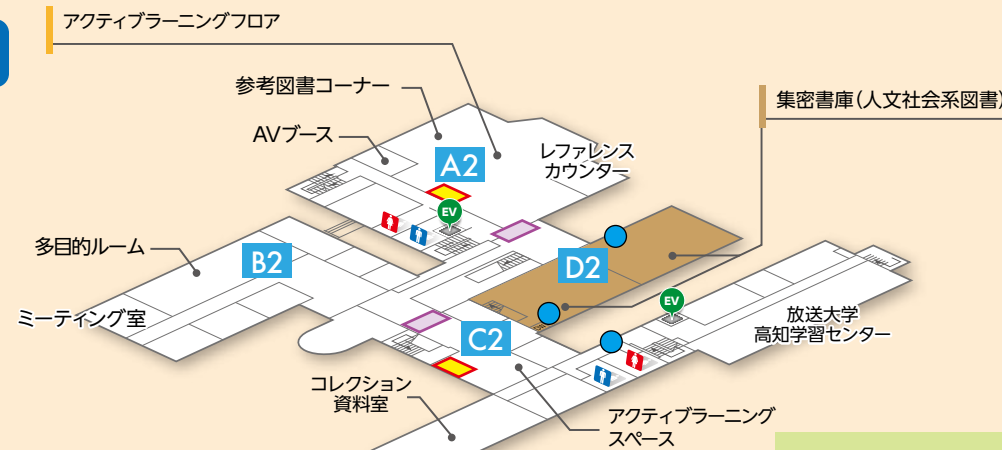 アクティブラーニングフロア
参考図書コーナー
集密書庫(人文社会系図書)
AVブース
レファレンス
カウンター
A2
EV
多目的ルーム
B2
D2
EV
ミーティング室
放送大学
高知学習センター
C2
コレクション
資料室
アクティブラーニング
スペース